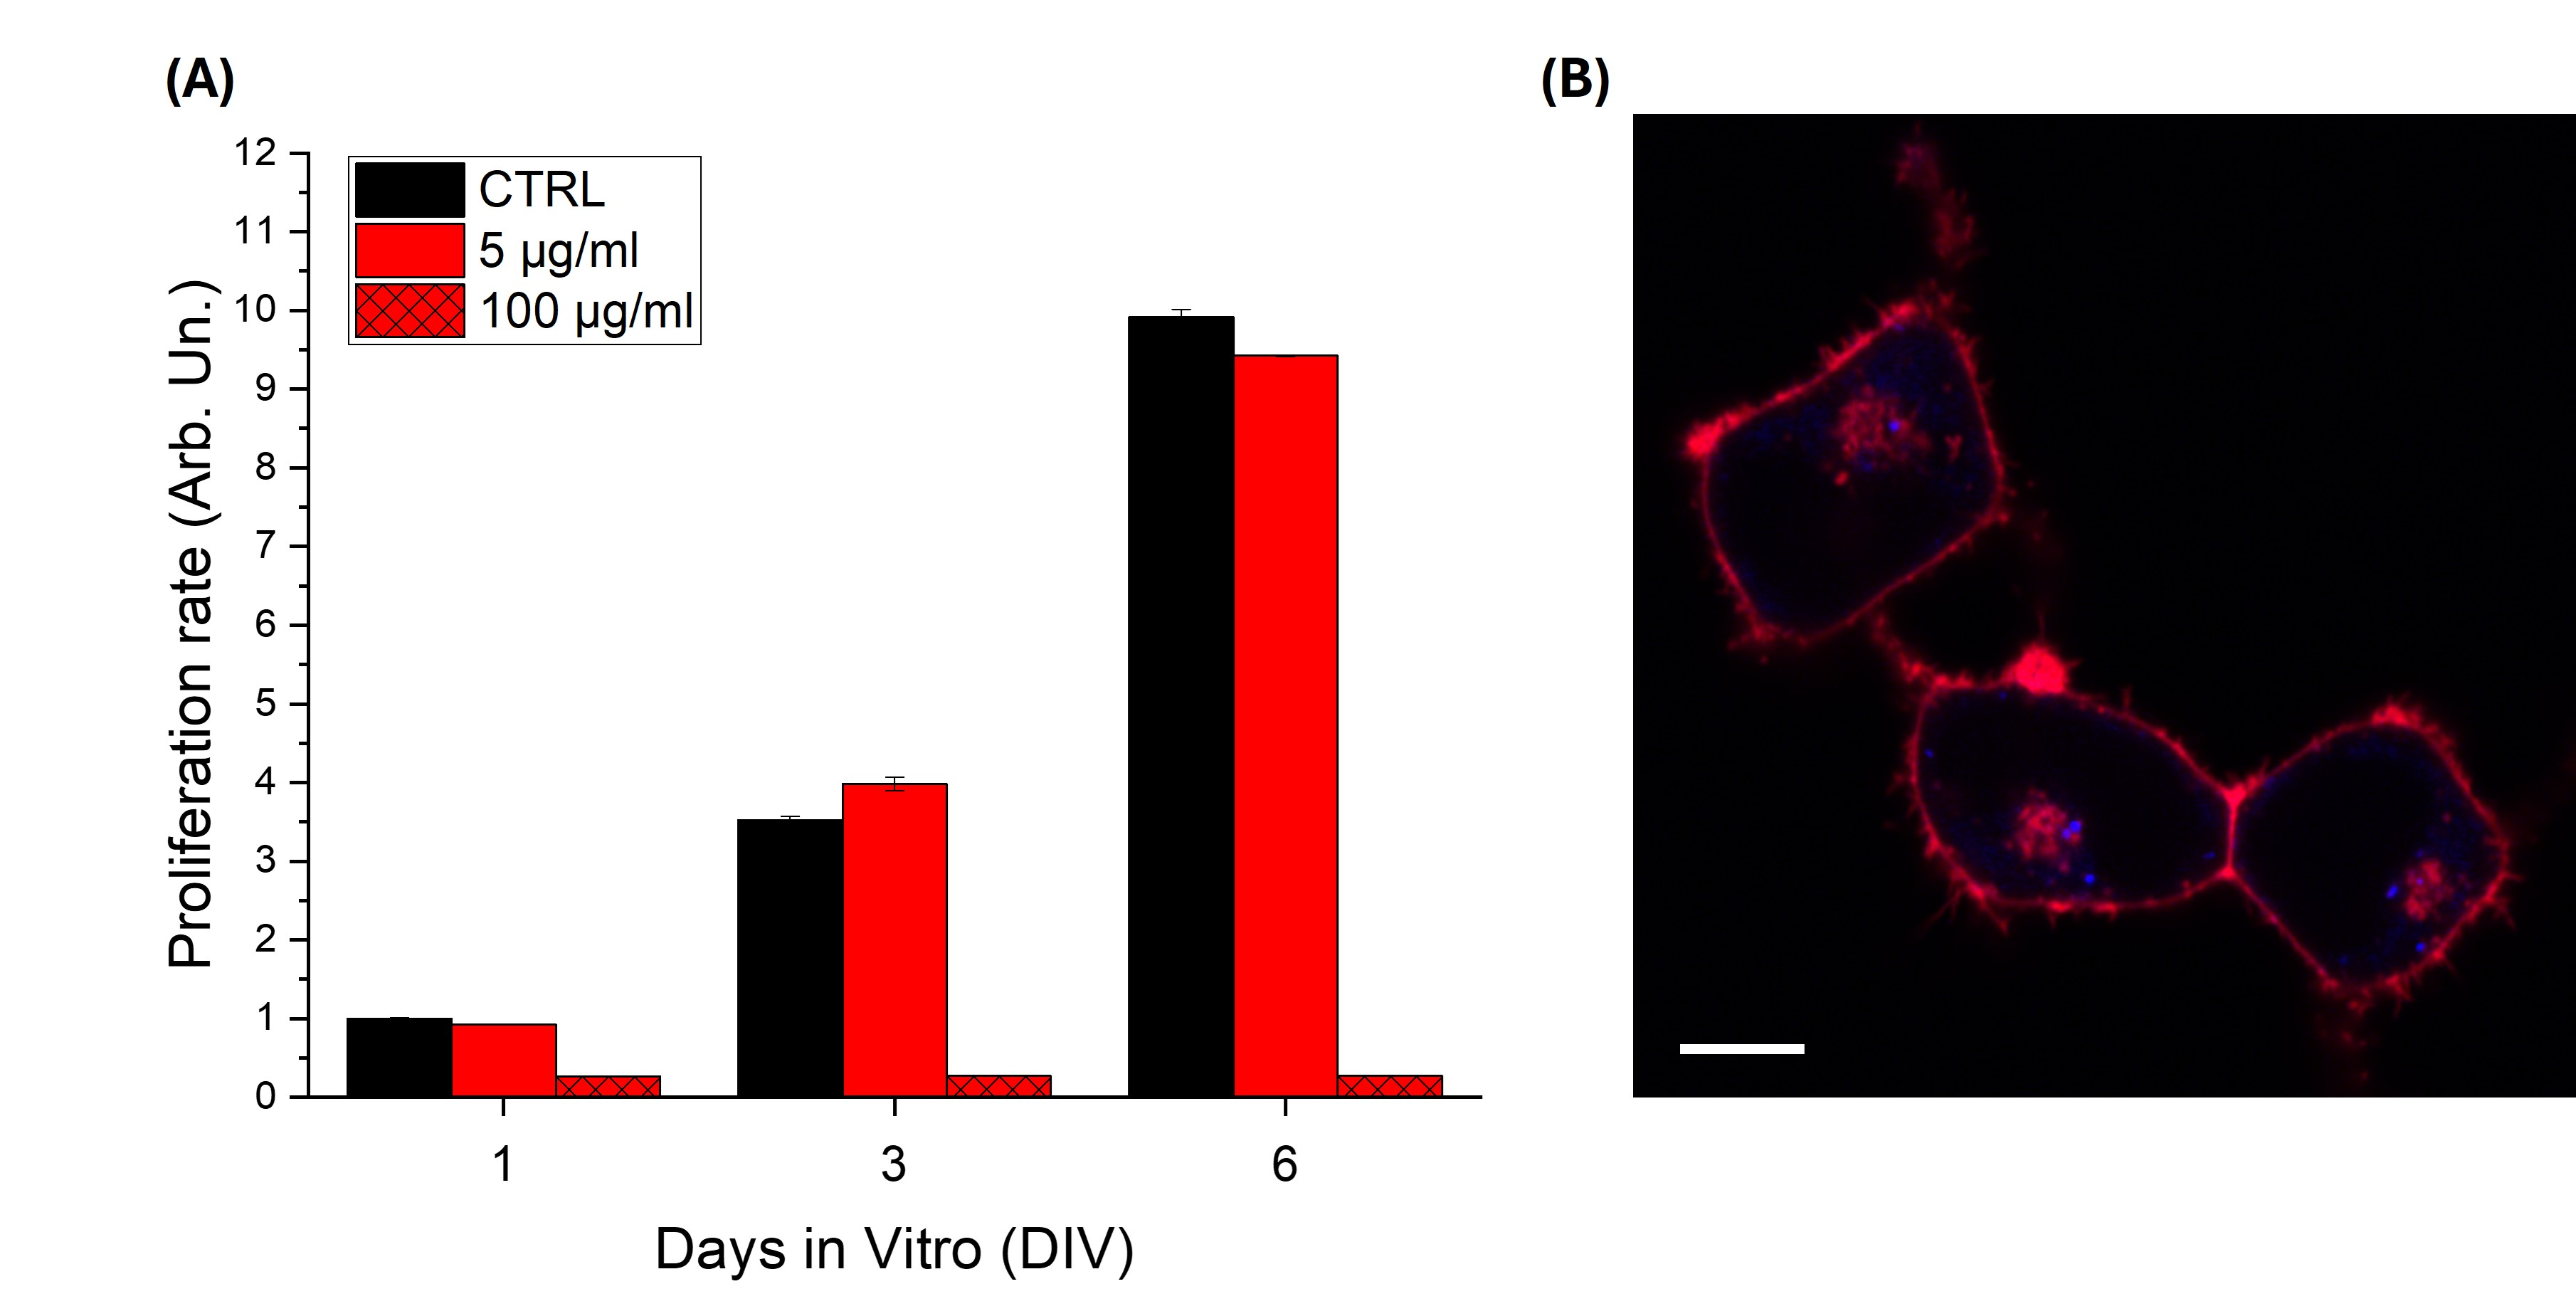 (A)
(B)
12
11
10
9
8
7
6
5
4
3
2
1
0
Proliferation rate (Arb. Un.)
CTRL
5 µg/ml
100 µg/ml
1 3 6
Days in Vitro (DIV)